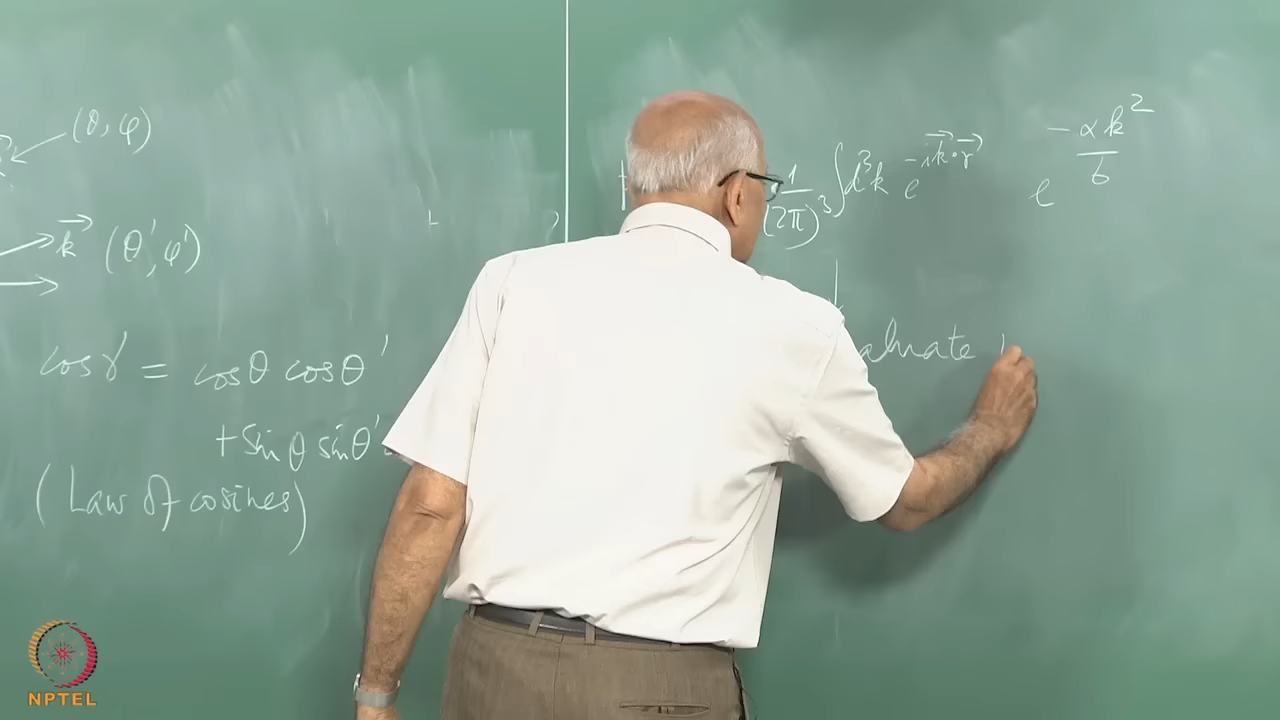 (θ, φ)
k⃗ (θ', φ')
cos γ = cos θ cos θ'
+ sin θ sin θ'
(Law of cosines)
1/(2π)³ ∫d³k e^{-ik⃗·r⃗} e^{-αk²/6}
aluate
NPTEL